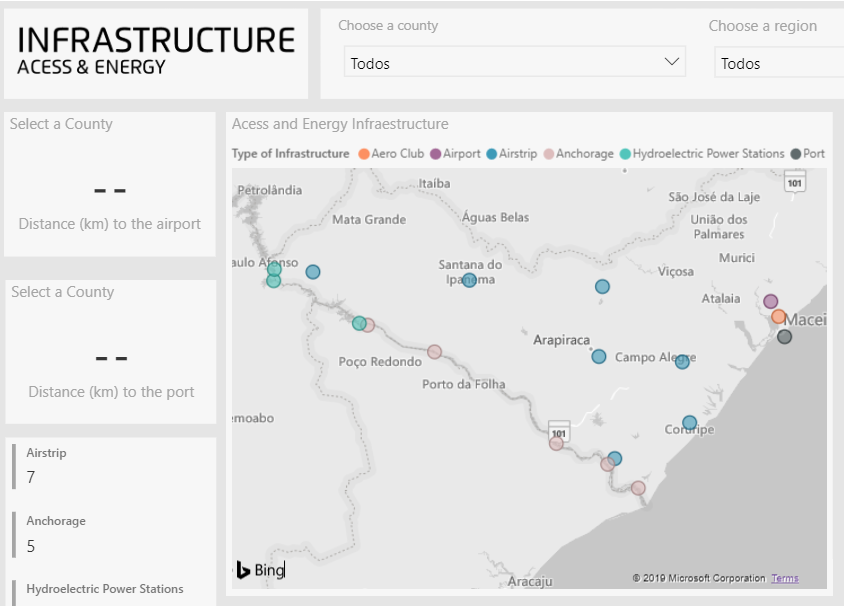 INFRASTRUCTURE
ACESS & ENERGY
Choose a county
Todos
Choose a region
Todos
Select a County
--
Distance (km) to the airport
Select a County
--
Distance (km) to the port
Airstrip
7
Anchorage
5
Hydroelectric Power Stations
Acess and Energy Infraestructure
Type of Infrastructure Aero Club Airport Airstrip Anchorage Hydroelectric Power Stations Port
Petrolândia
Itaíba
101
São José da Laje
Mata Grande
Águas Belas
União dos
Palmares
aulo Afonso
Santana do
Ipanema
Murici
Viçosa
Atalaia
Macei
Arapiraca
Campo Alegre
Poço Redondo
Porto da Folha
emoabo
101
Coruripe
Bing
© 2019 Microsoft Corporation Terms
Aracaju